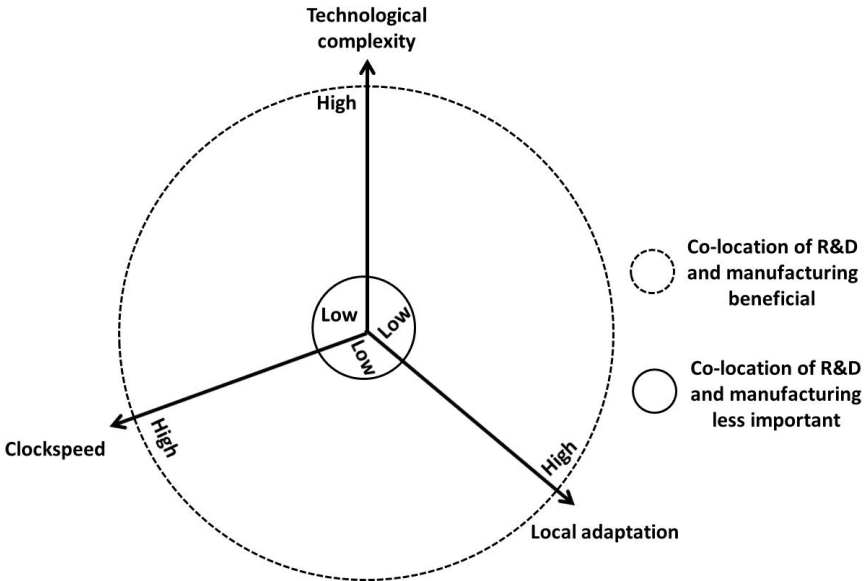 Technological
complexity
High
Low
Low
Low
High
High
Clockspeed
Local adaptation
Co-location of R&D
and manufacturing
beneficial
Co-location of R&D
and manufacturing
less important